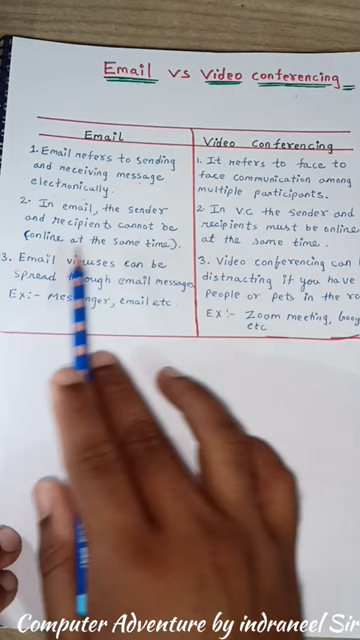 Email vs Video conferencing
Email
1. Email refers to sending
and receiving message
electronically.
2. In email, the sender
and recipients cannot be
(online at the same time).
3. Email viruses can be
spread through email messages
Ex:- Messenger, email etc.
Video conferencing
1. It refers to face to
face communication among
multiple participants.
2. In VC the sender and
recipients must be online
at the same time.
3. Video conferencing can
distracting if you have
people or pets in the
EX:- Zoom meeting,
etc.
Computer Adventure by indraneel Sir